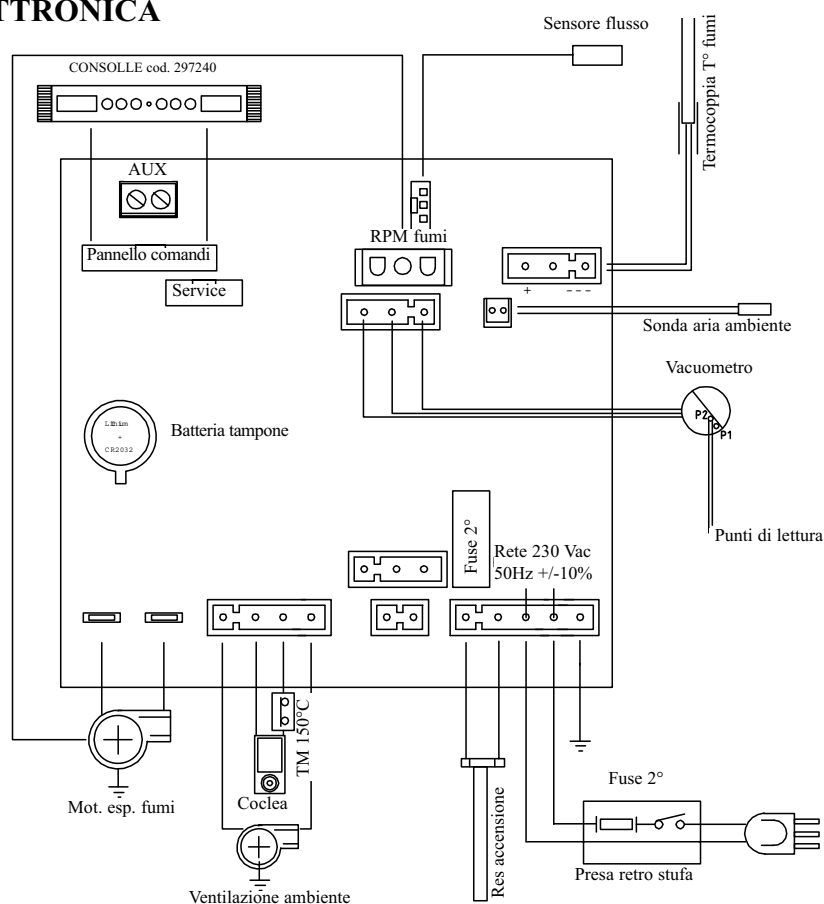 TTRONICA
Sensore flusso
Termocoppia T° fumi
CONSOLLE cod. 297240
AUX
RPM fumi
Pannello comandi
Service
+
---
Sonda aria ambiente
Vacuometro
P2
P1
Lthium
+
CR2032
Batteria tampone
Punti di lettura
Fuse 2°
Rete 230 Vac
50Hz +/-10%
TM 150°C
Mot. esp. fumi
Coclea
Ventilazione ambiente
Res accensione
Fuse 2°
Presa retro stufa